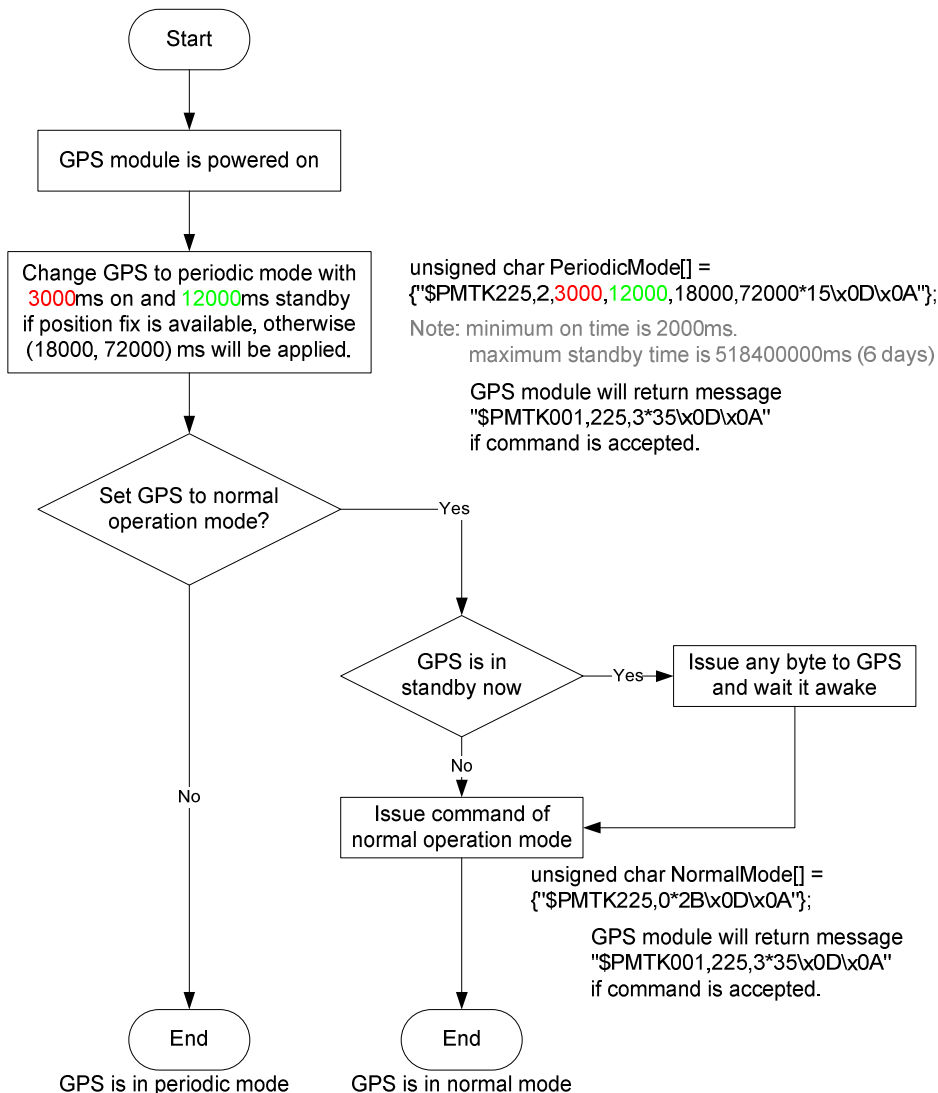 Start
GPS module is powered on
Change GPS to periodic mode with
3000ms on and 12000ms standby
if position fix is available, otherwise
(18000, 72000) ms will be applied.
unsigned char PeriodicMode[] =
{"$PMTK225,2,3000,12000,18000,72000*15\x0D\x0A"};
Note: minimum on time is 2000ms.
maximum standby time is 518400000ms (6 days)
GPS module will return message
"$PMTK001,225,3*35\x0D\x0A"
if command is accepted.
Set GPS to normal
operation mode?
Yes
GPS is in
standby now
Yes
Issue any byte to GPS
and wait it awake
No
No
Issue command of
normal operation mode
unsigned char NormalMode[] =
{"$PMTK225,0*2B\x0D\x0A"};
GPS module will return message
"$PMTK001,225,3*35\x0D\x0A"
if command is accepted.
End
GPS is in periodic mode
End
GPS is in normal mode